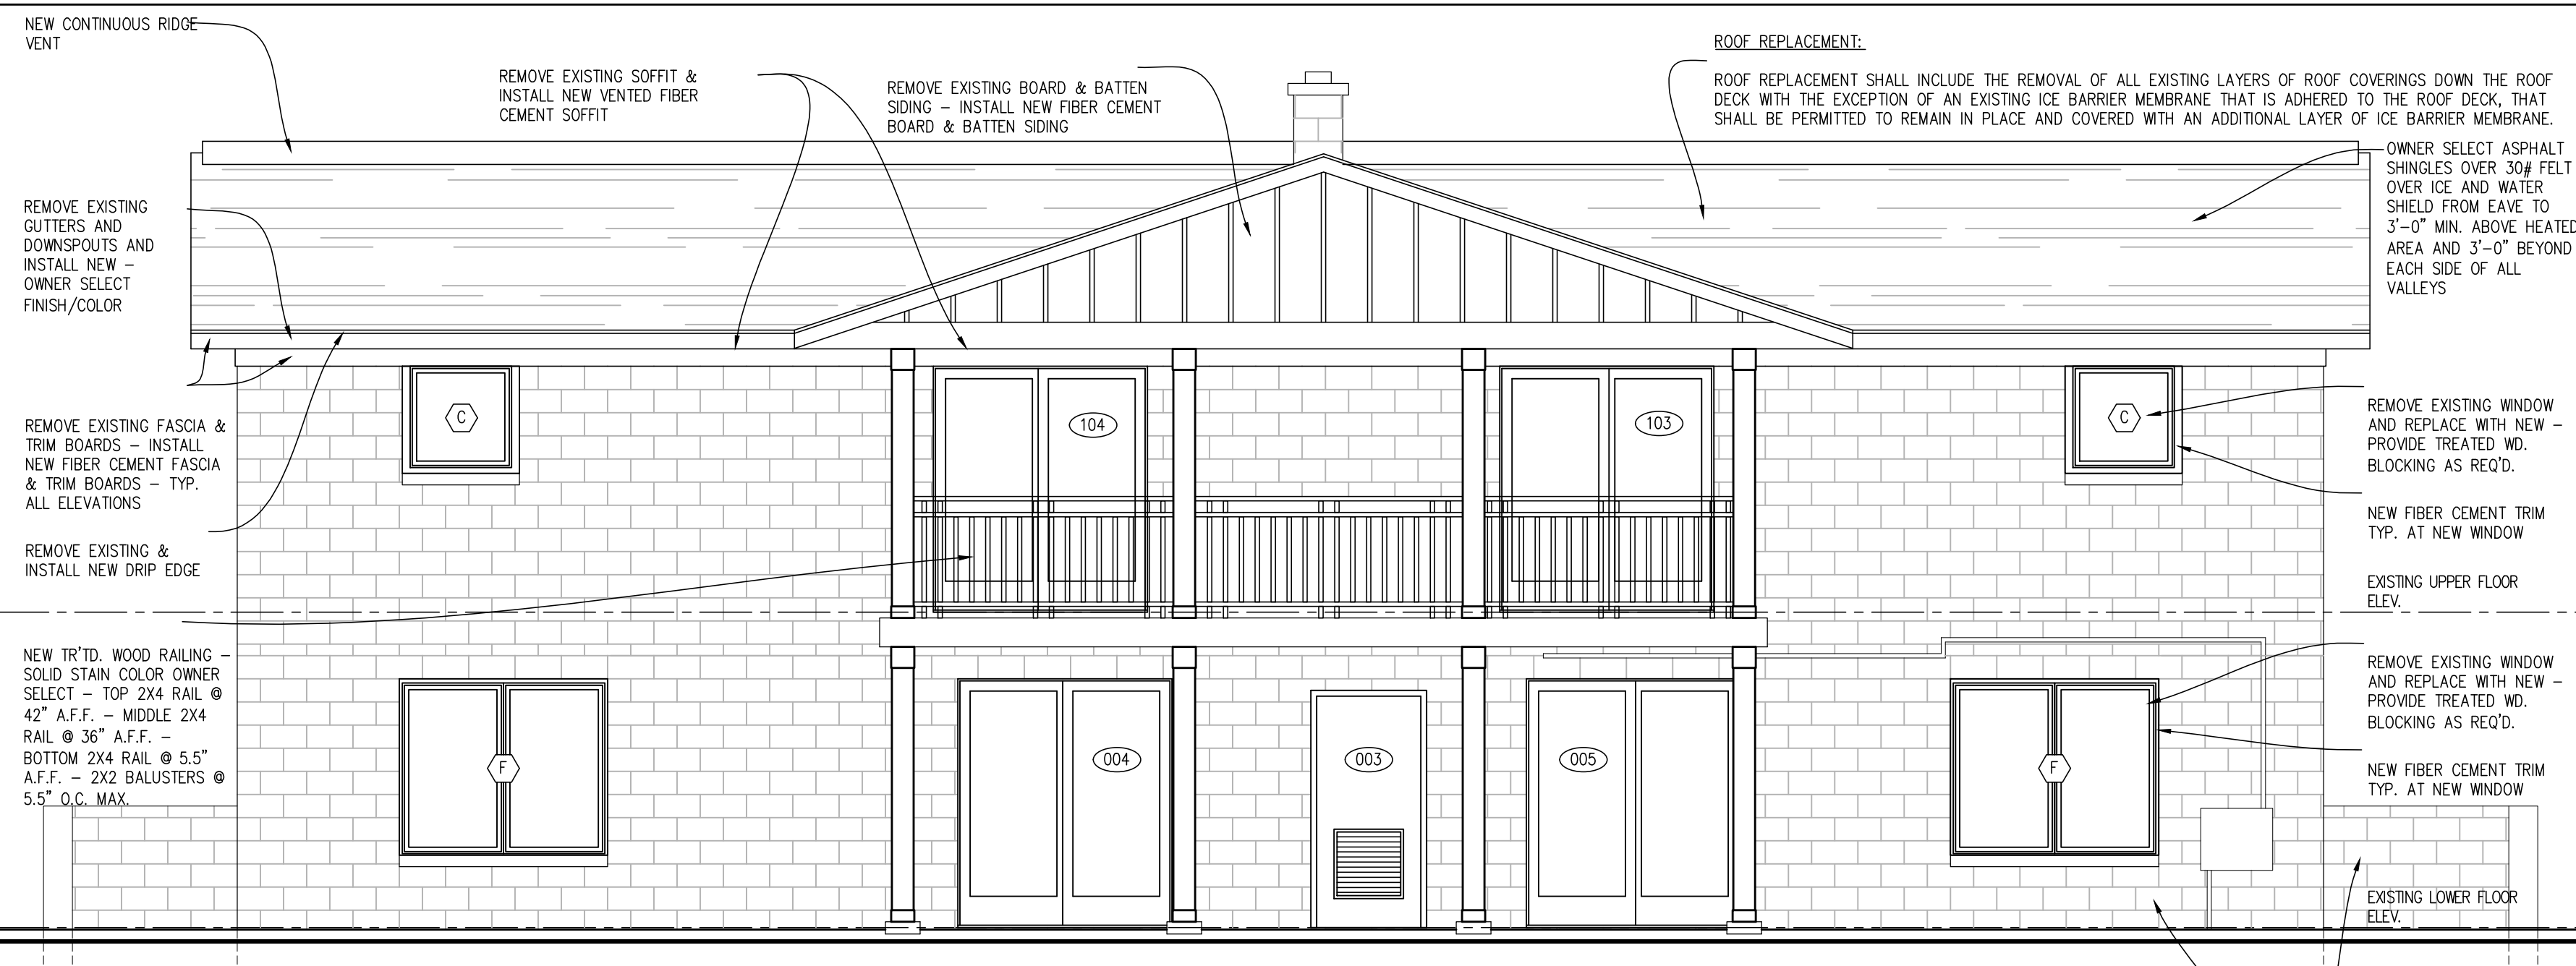 NEW CONTINUOUS RIDGE
VENT
REMOVE EXISTING SOFFIT &
INSTALL NEW VENTED FIBER
CEMENT SOFFIT
REMOVE EXISTING BOARD & BATTEN
SIDING – INSTALL NEW FIBER CEMENT
BOARD & BATTEN SIDING
ROOF REPLACEMENT:
ROOF REPLACEMENT SHALL INCLUDE THE REMOVAL OF ALL EXISTING LAYERS OF ROOF COVERINGS DOWN THE ROOF
DECK WITH THE EXCEPTION OF AN EXISTING ICE BARRIER MEMBRANE THAT IS ADHERED TO THE ROOF DECK, THAT
SHALL BE PERMITTED TO REMAIN IN PLACE AND COVERED WITH AN ADDITIONAL LAYER OF ICE BARRIER MEMBRANE.
OWNER SELECT ASPHALT
SHINGLES OVER 30# FELT
OVER ICE AND WATER
SHIELD FROM EAVE TO
3'–0" MIN. ABOVE HEATED
AREA AND 3'–0" BEYOND
EACH SIDE OF ALL
VALLEYS
REMOVE EXISTING
GUTTERS AND
DOWNSPOUTS AND
INSTALL NEW –
OWNER SELECT
FINISH/COLOR
REMOVE EXISTING FASCIA &
TRIM BOARDS – INSTALL
NEW FIBER CEMENT FASCIA
& TRIM BOARDS – TYP.
ALL ELEVATIONS
REMOVE EXISTING &
INSTALL NEW DRIP EDGE
NEW TR'TD. WOOD RAILING –
SOLID STAIN COLOR OWNER
SELECT – TOP 2X4 RAIL @
42" A.F.F. – MIDDLE 2X4
RAIL @ 36" A.F.F. –
BOTTOM 2X4 RAIL @ 5.5"
A.F.F. – 2X2 BALUSTERS @
5.5" O.C. MAX.
C
104
103
C
F
004
003
005
F
REMOVE EXISTING WINDOW
AND REPLACE WITH NEW –
PROVIDE TREATED WD.
BLOCKING AS REQ'D.
NEW FIBER CEMENT TRIM
TYP. AT NEW WINDOW
EXISTING UPPER FLOOR
ELEV.
REMOVE EXISTING WINDOW
AND REPLACE WITH NEW –
PROVIDE TREATED WD.
BLOCKING AS REQ'D.
NEW FIBER CEMENT TRIM
TYP. AT NEW WINDOW
EXISTING LOWER FLOOR
ELEV.